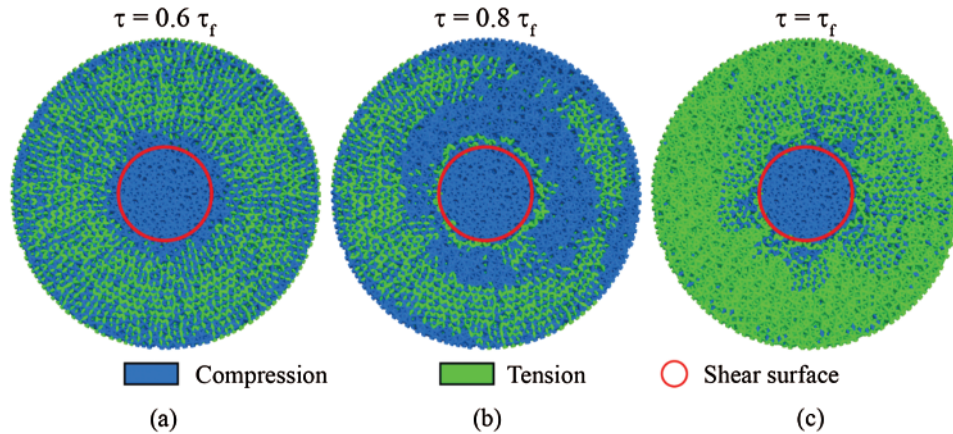 τ = 0.6 τf
τ = 0.8 τf
τ = τf
Compression
Tension
Shear surface
(a)
(b)
(c)